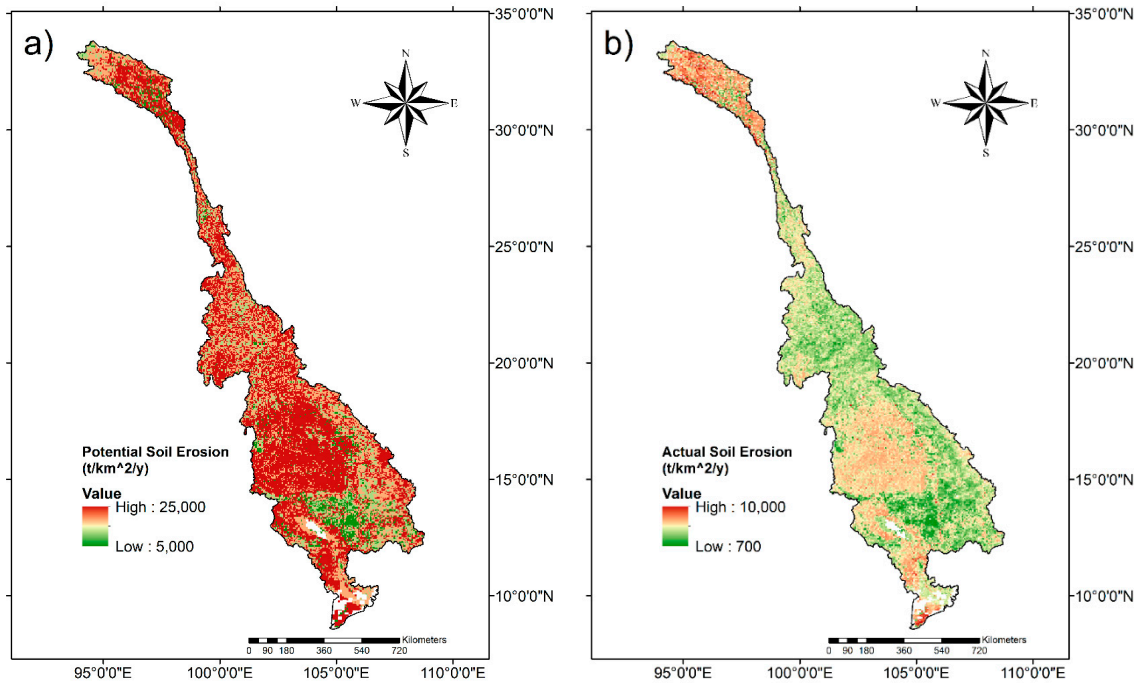 a)
N
W E
S
Potential Soil Erosion
(t/km^2/y)
Value
High : 25,000
Low : 5,000
Kilometers
0 90 180 360 540 720
95°0'0"E 100°0'0"E 105°0'0"E 110°0'0"E
35°0'0"N
30°0'0"N
25°0'0"N
20°0'0"N
15°0'0"N
10°0'0"N
b)
N
W E
S
Actual Soil Erosion
(t/km^2/y)
Value
High : 10,000
Low : 700
Kilometers
0 90 180 360 540 720
95°0'0"E 100°0'0"E 105°0'0"E 110°0'0"E
35°0'0"N
30°0'0"N
25°0'0"N
20°0'0"N
15°0'0"N
10°0'0"N